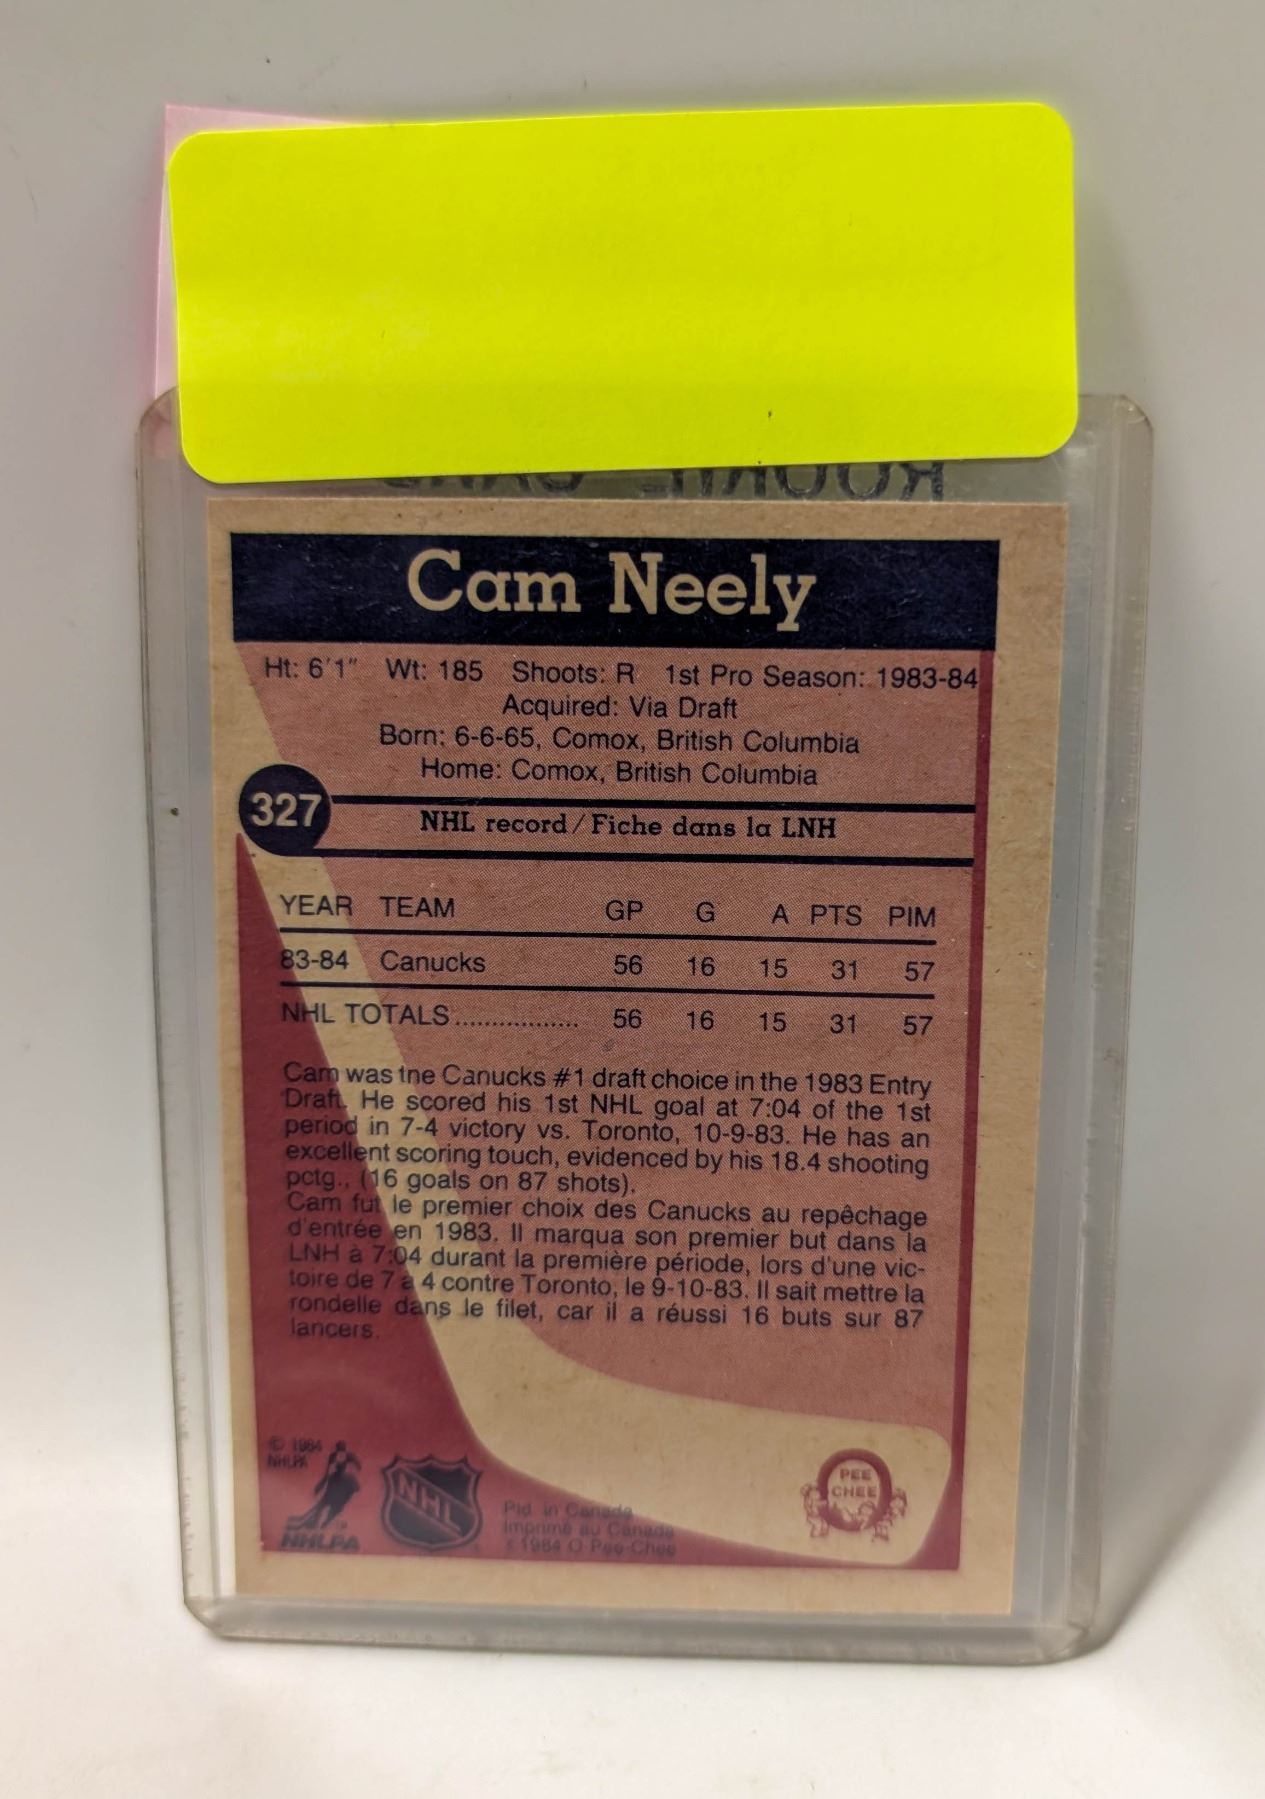 ROOKIE CARD
Cam Neely
Ht: 6'1" Wt: 185 Shoots: R 1st Pro Season: 1983-84
Acquired: Via Draft
Born: 6-6-65, Comox, British Columbia
Home: Comox, British Columbia
327
NHL record/Fiche dans la LNH
YEAR TEAM GP G A PTS PIM
83-84 Canucks 56 16 15 31 57
NHL TOTALS................. 56 16 15 31 57
Cam was the Canucks #1 draft choice in the 1983 Entry
Draft. He scored his 1st NHL goal at 7:04 of the 1st
period in 7-4 victory vs. Toronto, 10-9-83. He has an
excellent scoring touch, evidenced by his 18.4 shooting
pctg., (16 goals on 87 shots).
Cam fut le premier choix des Canucks au repêchage
d'entrée en 1983. Il marqua son premier but dans la
LNH à 7:04 durant la première période, lors d'une vic-
toire de 7 à 4 contre Toronto, le 9-10-83. Il sait mettre la
rondelle dans le filet, car il a réussi 16 buts sur 87
lancers.
© 1984
NHLPA
NHLPA
NHL
Ptd. in Canada
Imprimé au Canada
© 1984 O-Pee-Chee
PEE
CHEE